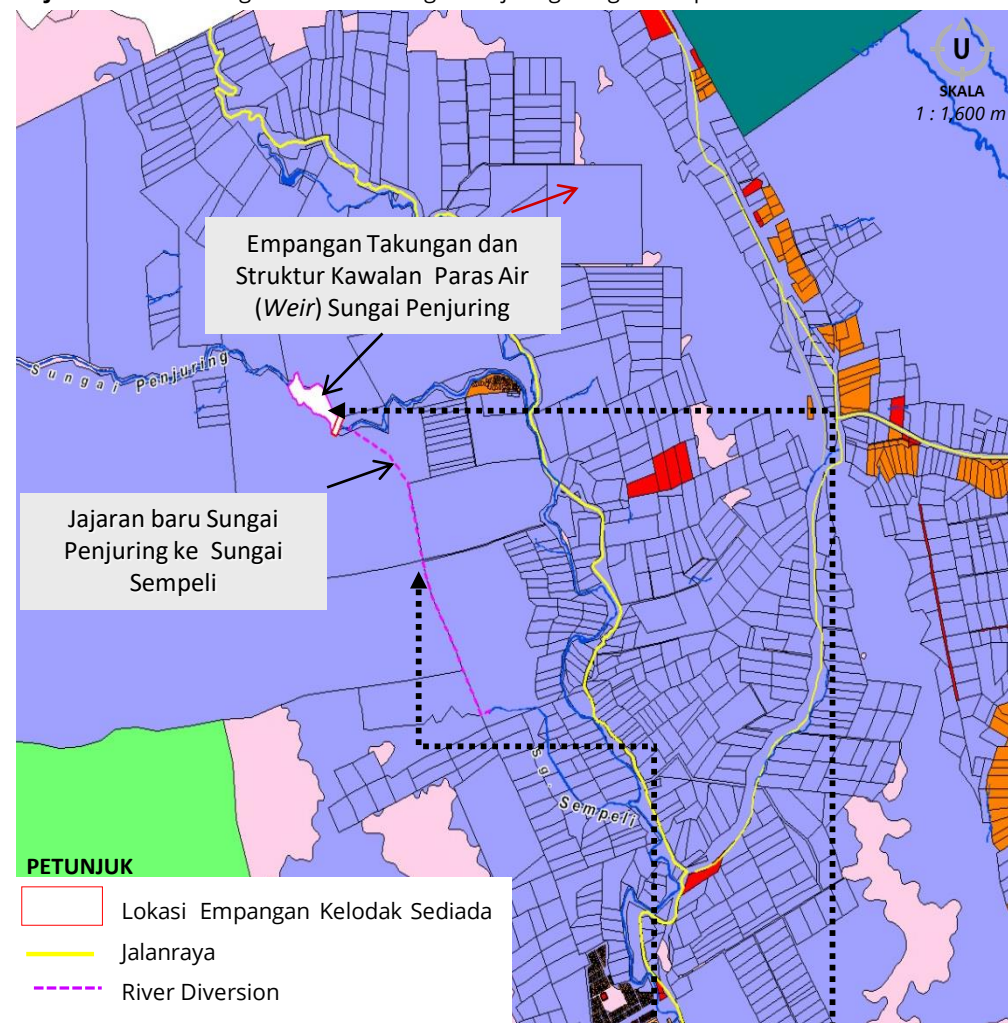 U
SKALA
1 : 1,600 m
Empangan Takungan dan
Struktur Kawalan Paras Air
(Weir) Sungai Penjuring
Sungai Penjuring
Jajaran baru Sungai
Penjuring ke Sungai
Sempeli
Sg. Sempeli
PETUNJUK
Lokasi Empangan Kelodak Sediada
Jalanraya
River Diversion